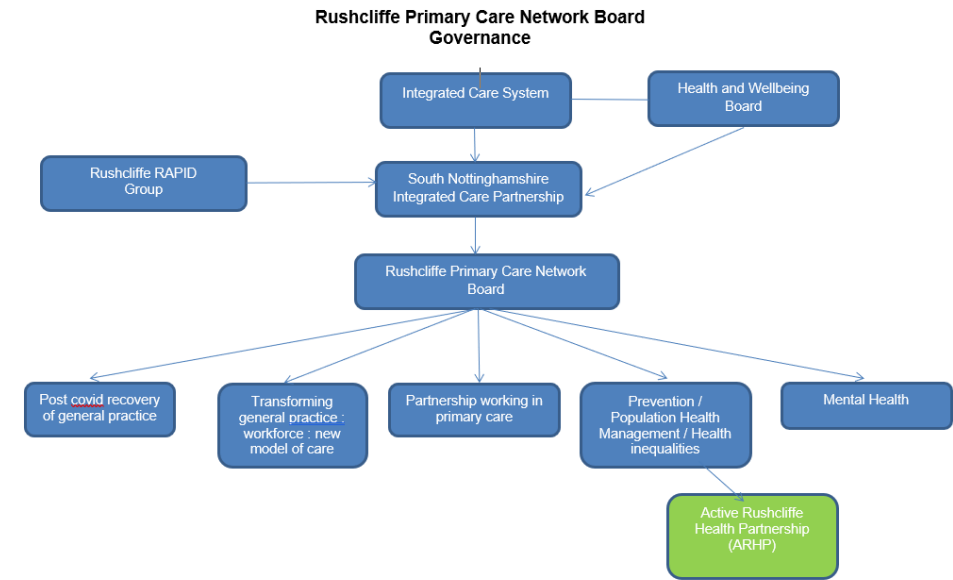 Rushcliffe Primary Care Network Board
Governance
Integrated Care System
Health and Wellbeing
Board
Rushcliffe RAPID
Group
South Nottinghamshire
Integrated Care Partnership
Rushcliffe Primary Care Network
Board
Post covid recovery
of general practice
Transforming
general practice :
workforce : new
model of care
Partnership working in
primary care
Prevention /
Population Health
Management / Health
inequalities
Mental Health
Active Rushcliffe
Health Partnership
(ARHP)